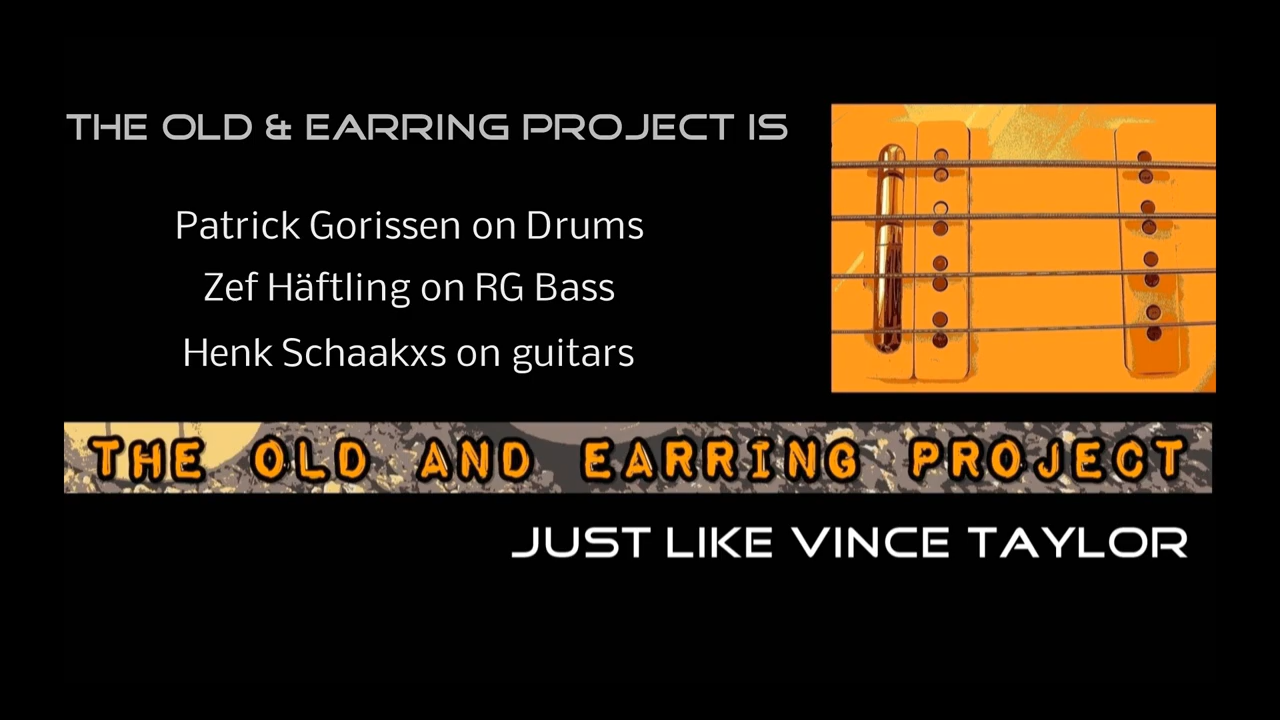 THE OLD & EARRING PROJECT IS
Patrick Gorissen on Drums
Zef Häftling on RG Bass
Henk Schaakxs on guitars
THE OLD AND EARRING PROJECT
JUST LIKE VINCE TAYLOR